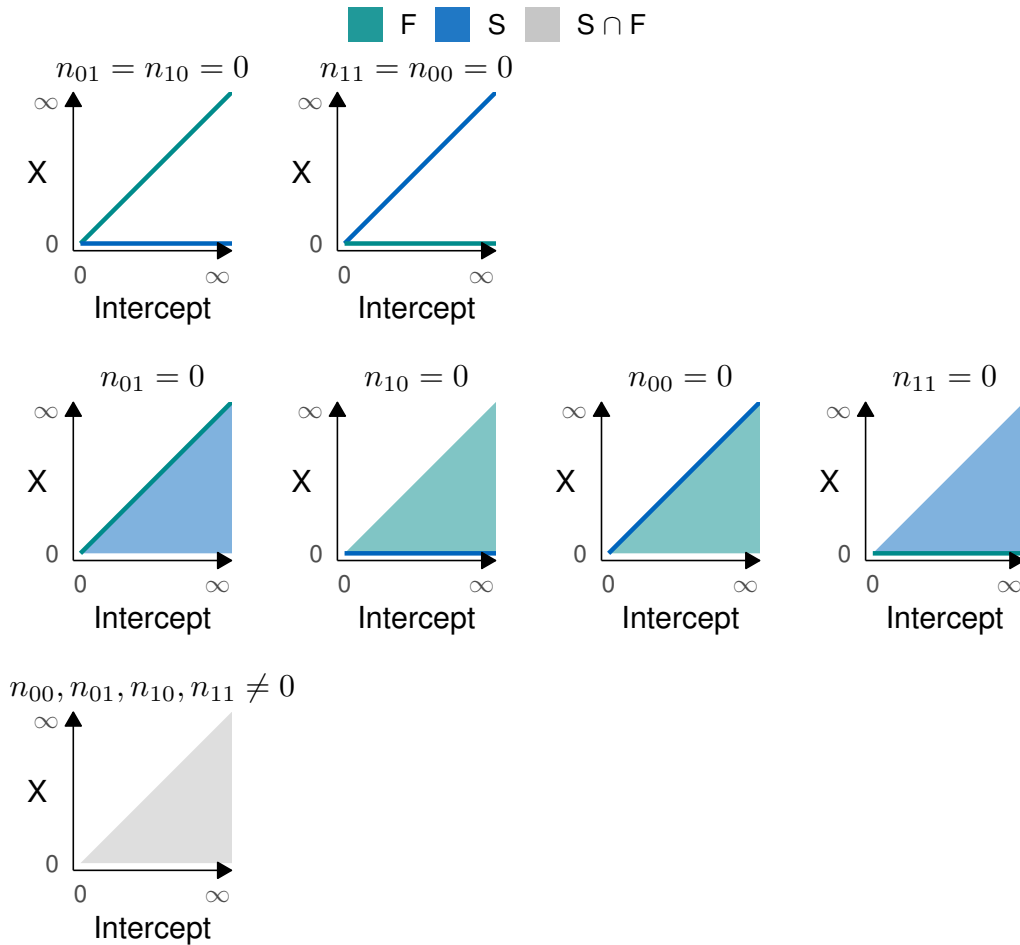 F S S ∩ F
n₀₁ = n₁₀ = 0 n₁₁ = n₀₀ = 0
∞ ∞
X X
0 0
0 ∞ 0 ∞
Intercept Intercept
n₀₁ = 0 n₁₀ = 0 n₀₀ = 0 n₁₁ = 0
∞ ∞ ∞ ∞
X X X X
0 0 0 0
0 ∞ 0 ∞ 0 ∞ 0 ∞
Intercept Intercept Intercept Intercept
n₀₀, n₀₁, n₁₀, n₁₁ ≠ 0
∞
X
0
0 ∞
Intercept